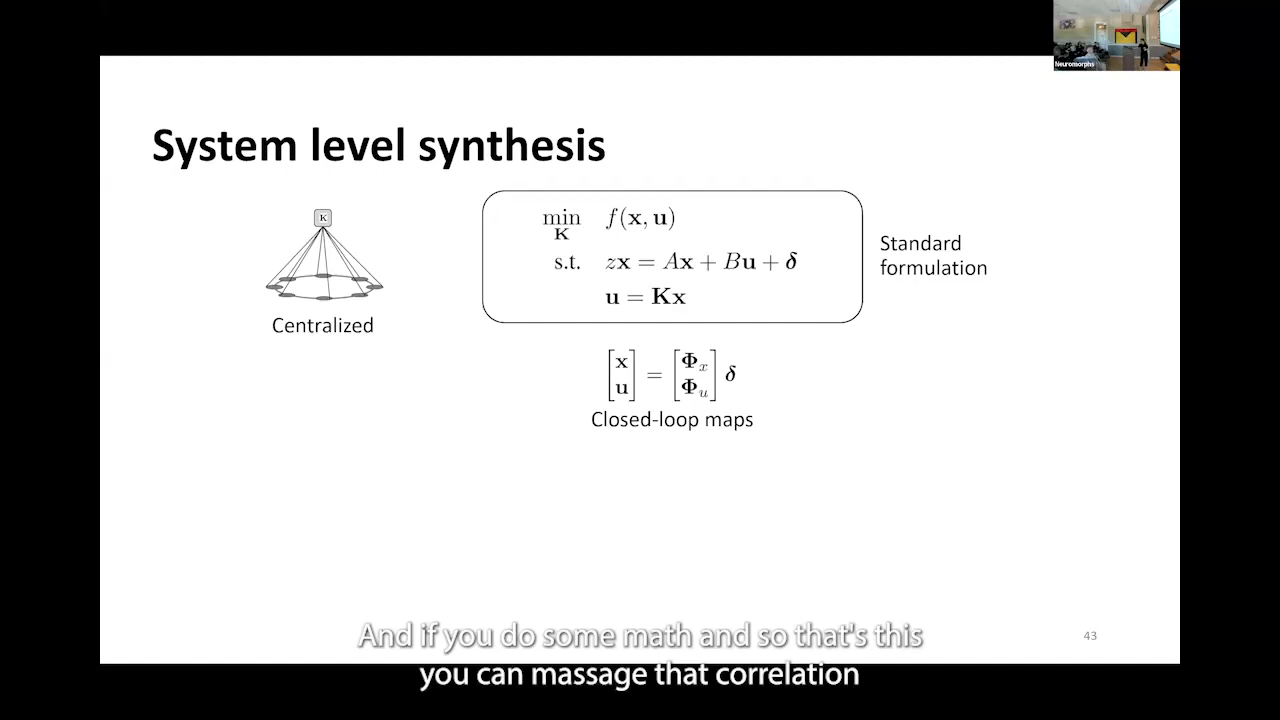 Neuromorphs
System level synthesis
K
Centralized
min f(x, u)
K
s.t. zx = Ax + Bu + δ
u = Kx
Standard
formulation
[x u] = [Φx Φu] δ
Closed-loop maps
And if you do some math and so that's this
you can massage that correlation
43